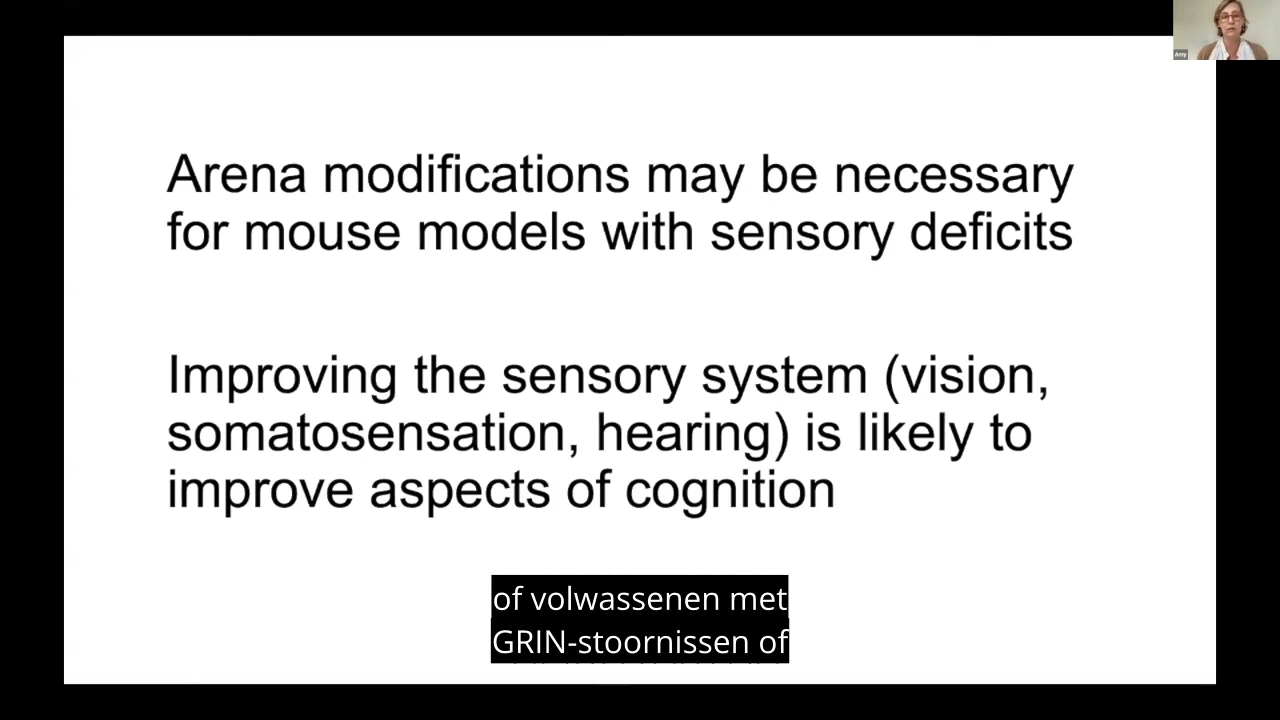 Amy
Arena modifications may be necessary
for mouse models with sensory deficits
Improving the sensory system (vision,
somatosensation, hearing) is likely to
improve aspects of cognition
of volwassenen met
GRIN-stoornissen of